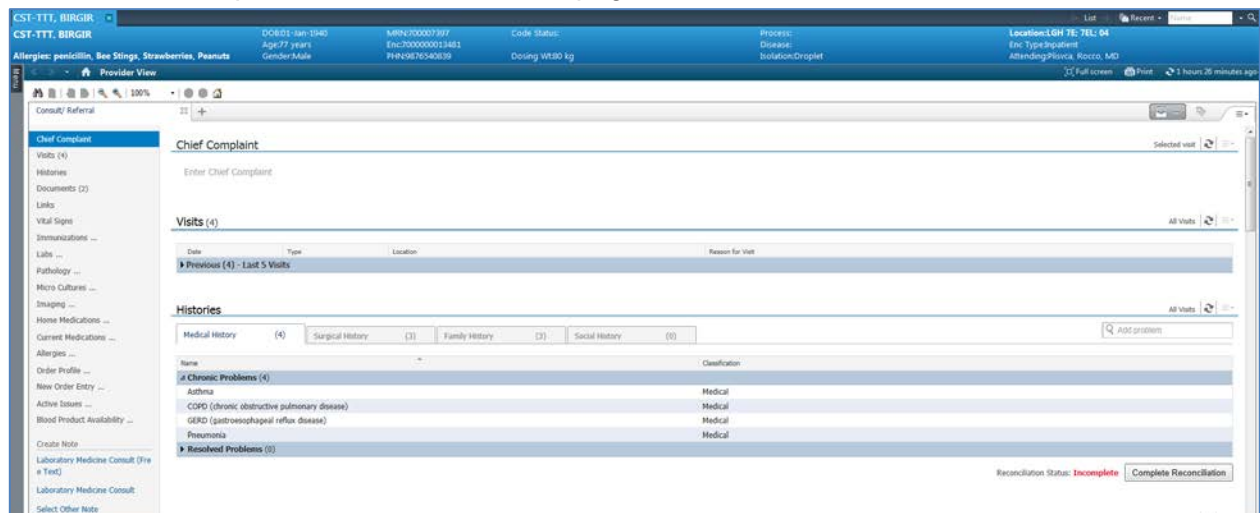 CST-TTT, BIRGIR
List Recent Name
CST-TTT, BIRGIR DOB:01-Jan-1940 MRN:700007397 Code Status: Process: Location:LGH 7E; 7EL; 04
Age:77 years Enc:7000000013481 Disease: Enc Type:Inpatient
Allergies: penicillin, Bee Stings, Strawberries, Peanuts Gender:Male PHN:9876540839 Dosing Wt:80 kg Isolation:Droplet Attending:Plisvca, Rocco, MD
Menu
Provider View Full screen Print 1 hours 26 minutes ago
100%
Consult/ Referral
Chief Complaint
Visits (4)
Histories
Documents (2)
Links
Vital Signs
Immunizations ...
Labs ...
Pathology ...
Micro Cultures ...
Imaging ...
Home Medications ...
Current Medications ...
Allergies ...
Order Profile ...
New Order Entry ...
Active Issues ...
Blood Product Availability ...
Create Note
Laboratory Medicine Consult (Fre
e Text)
Laboratory Medicine Consult
Select Other Note
Chief Complaint Selected visit
Enter Chief Complaint
Visits (4) All Visits
Date Type Location Reason for Visit
Previous (4) - Last 5 Visits
Histories All Visits
Medical History (4) Surgical History (3) Family History (3) Social History (0) Add problem
Name Classification
Chronic Problems (4)
Asthma Medical
COPD (chronic obstructive pulmonary disease) Medical
GERD (gastroesophageal reflux disease) Medical
Pneumonia Medical
Resolved Problems (0)
Reconciliation Status: Incomplete Complete Reconciliation